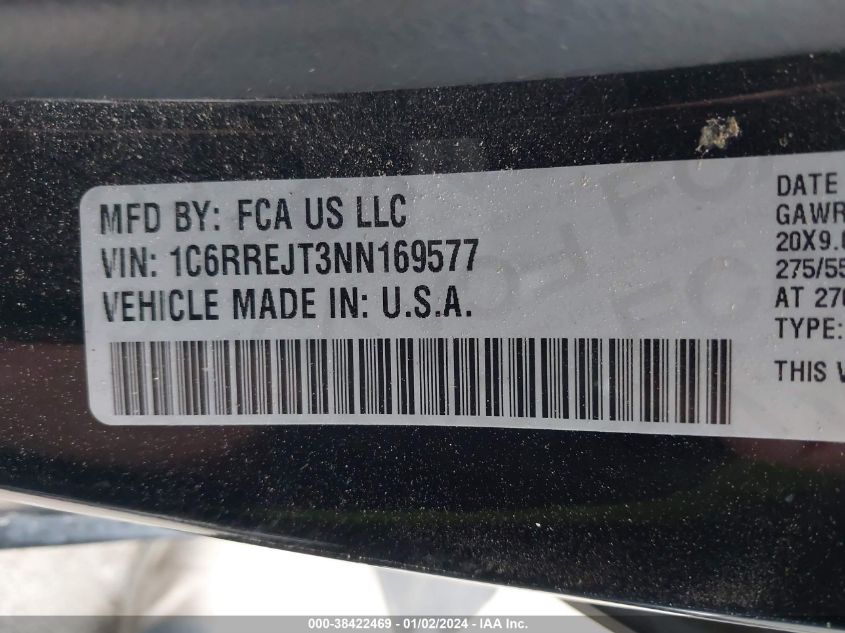 MFD BY: FCA US LLC
VIN: 1C6RREJT3NN169577
VEHICLE MADE IN: U.S.A.
DATE
GAWR
20X9.
275/55
AT
TYPE:
THIS
000-38422469 - 01/02/2024 - IAA Inc.